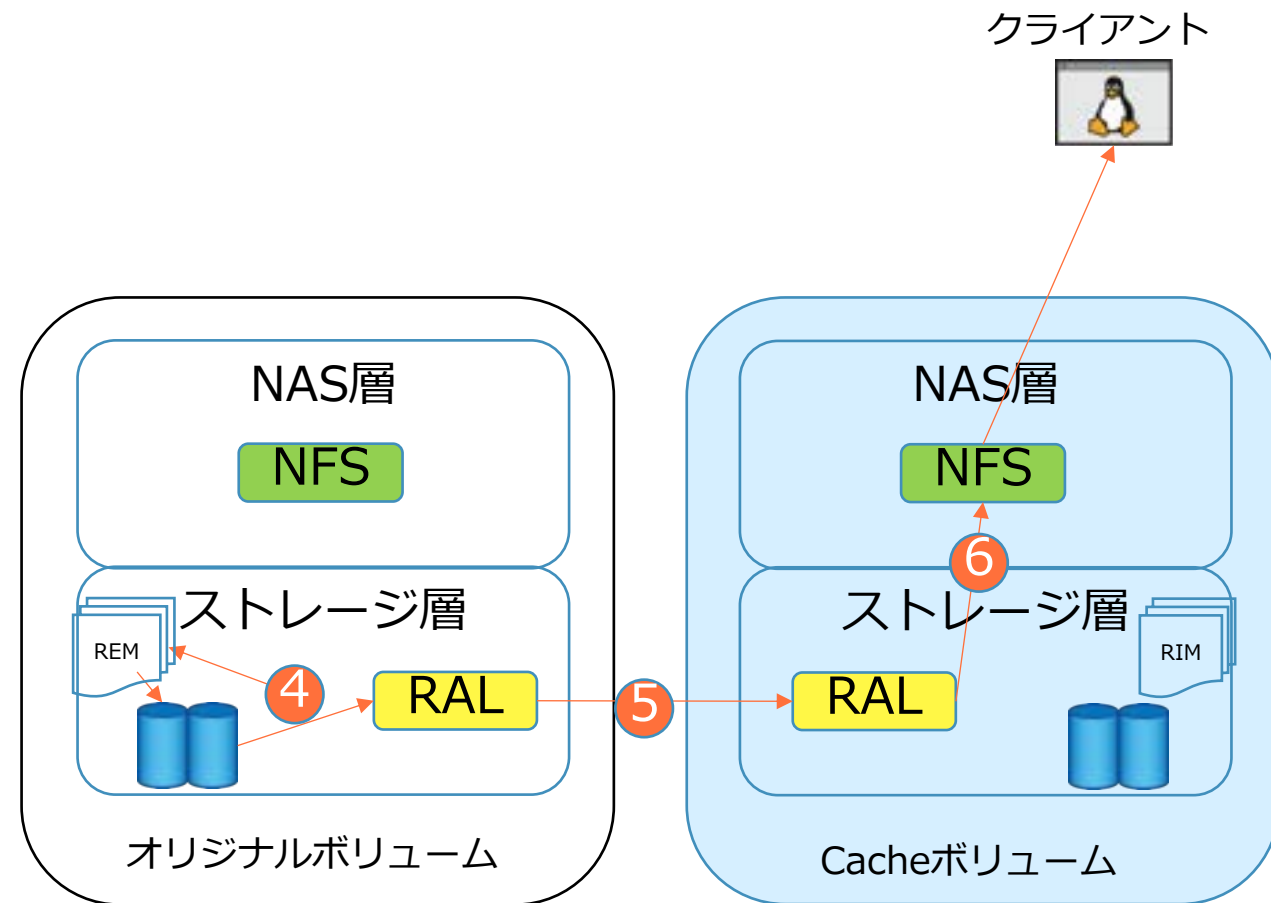 クライアント
NAS層
NFS
ストレージ層
REM
4
RAL
オリジナルボリューム
5
NAS層
NFS
6
ストレージ層
RIM
RAL
Cacheボリューム